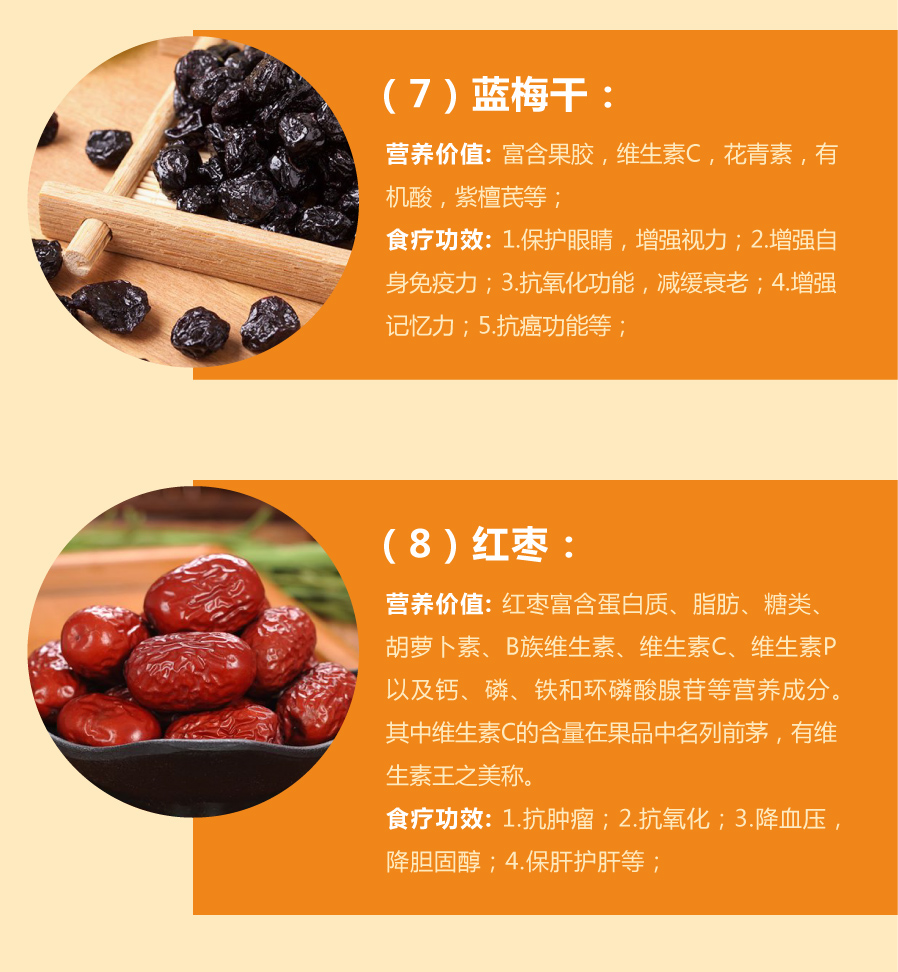 （7）蓝梅干：
营养价值: 富含果胶，维生素C，花青素，有
机酸，紫檀芪等；
食疗功效: 1.保护眼睛，增强视力；2.增强自
身免疫力；3.抗氧化功能，减缓衰老；4.增强
记忆力；5.抗癌功能等；
（8）红枣：
营养价值: 红枣富含蛋白质、脂肪、糖类、
胡萝卜素、B族维生素、维生素C、维生素P
以及钙、磷、铁和环磷酸腺苷等营养成分。
其中维生素C的含量在果品中名列前茅，有维
生素王之美称。
食疗功效: 1.抗肿瘤；2.抗氧化；3.降血压，
降胆固醇；4.保肝护肝等；